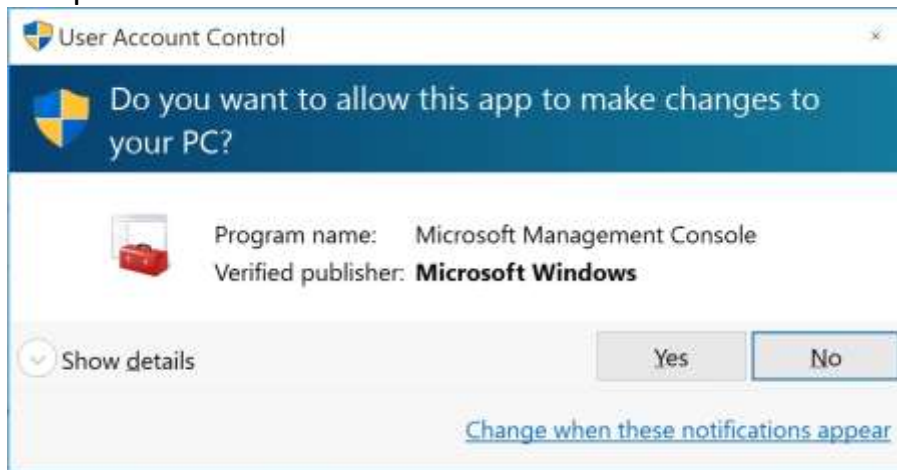 User Account Control
Do you want to allow this app to make changes to
your PC?
Program name: Microsoft Management Console
Verified publisher: Microsoft Windows
Show details
Yes
No
Change when these notifications appear